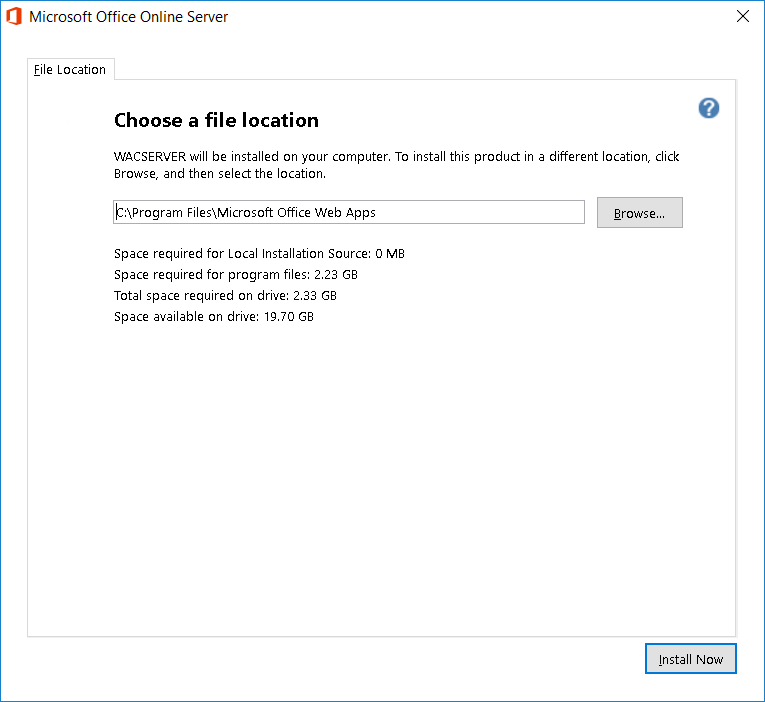 Microsoft Office Online Server
File Location
Choose a file location
WACSERVER will be installed on your computer. To install this product in a different location, click
Browse, and then select the location.
C:\Program Files\Microsoft Office Web Apps
Browse...
Space required for Local Installation Source: 0 MB
Space required for program files: 2.23 GB
Total space required on drive: 2.33 GB
Space available on drive: 19.70 GB
Install Now